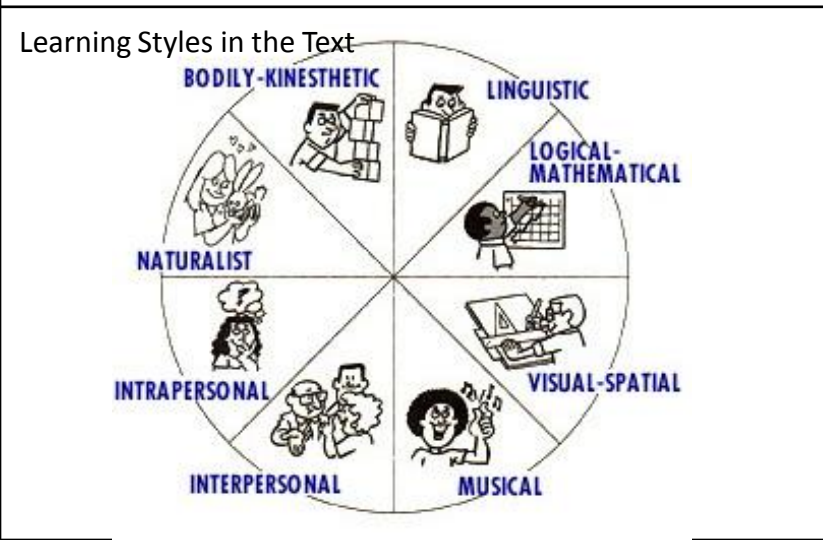 Learning Styles in the Text
BODILY-KINESTHETIC
LINGUISTIC
LOGICAL-
MATHEMATICAL
NATURALIST
INTRAPERSONAL
VISUAL-SPATIAL
INTERPERSONAL
MUSICAL